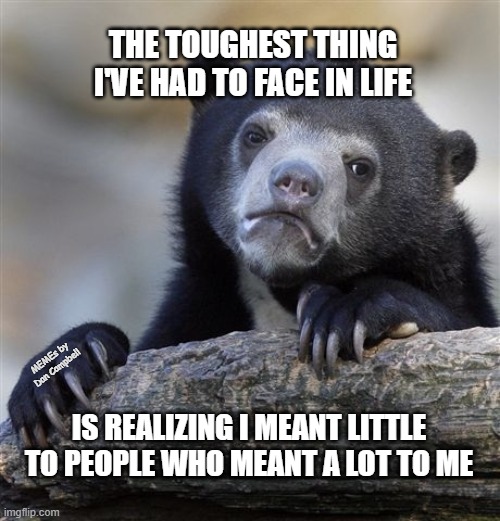 THE TOUGHEST THING
I'VE HAD TO FACE IN LIFE
MEMEs by
Dan Campbell
IS REALIZING I MEANT LITTLE
TO PEOPLE WHO MEANT A LOT TO ME
imgflip.com